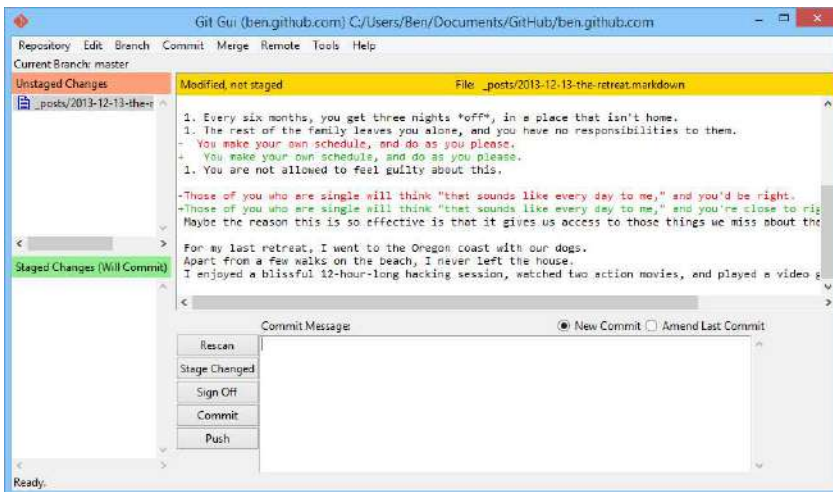 Git Gui (ben.github.com) C:/Users/Ben/Documents/GitHub/ben.github.com
Repository Edit Branch Commit Merge Remote Tools Help
Current Branch: master
Unstaged Changes
_posts/2013-12-13-the-r
Modified, not staged File: _posts/2013-12-13-the-retreat.markdown
1. Every six months, you get three nights *off*, in a place that isn't home.
1. The rest of the family leaves you alone, and you have no responsibilities to them.
- You make your own schedule, and do as you please.
+ You make your own schedule, and do as you please.
1. You are not allowed to feel guilty about this.
-Those of you who are single will think "that sounds like every day to me," and you'd be right.
+Those of you who are single will think "that sounds like every day to me," and you're close to rig
Maybe the reason this is so effective is that it gives us access to those things we miss about the
For my last retreat, I went to the Oregon coast with our dogs.
Apart from a few walks on the beach, I never left the house.
I enjoyed a blissful 12-hour-long hacking session, watched two action movies, and played a video g
Staged Changes (Will Commit)
Commit Message:
New Commit Amend Last Commit
Rescan
Stage Changed
Sign Off
Commit
Push
Ready.